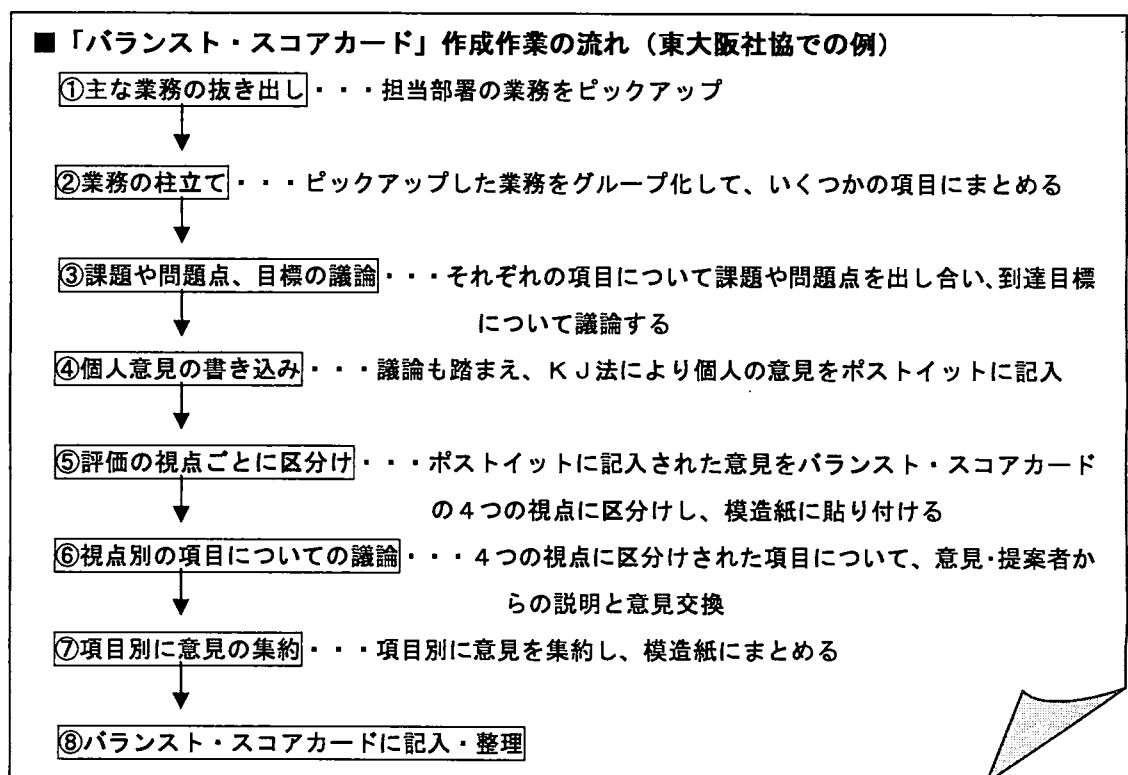 ■「バランスト・スコアカード」作成作業の流れ（東大阪社協での例）
①主な業務の抜き出し・・・担当部署の業務をピックアップ
②業務の柱立て・・・ピックアップした業務をグループ化して、いくつかの項目にまとめる
③課題や問題点、目標の議論・・・それぞれの項目について課題や問題点を出し合い、到達目標
について議論する
④個人意見の書き込み・・・議論も踏まえ、ＫＪ法により個人の意見をポストイットに記入
⑤評価の視点ごとに区分け・・・ポストイットに記入された意見をバランスト・スコアカード
の４つの視点に区分けし、模造紙に貼り付ける
⑥視点別の項目についての議論・・・４つの視点に区分けされた項目について、意見・提案者か
らの説明と意見交換
⑦項目別に意見の集約・・・項目別に意見を集約し、模造紙にまとめる
⑧バランスト・スコアカードに記入・整理